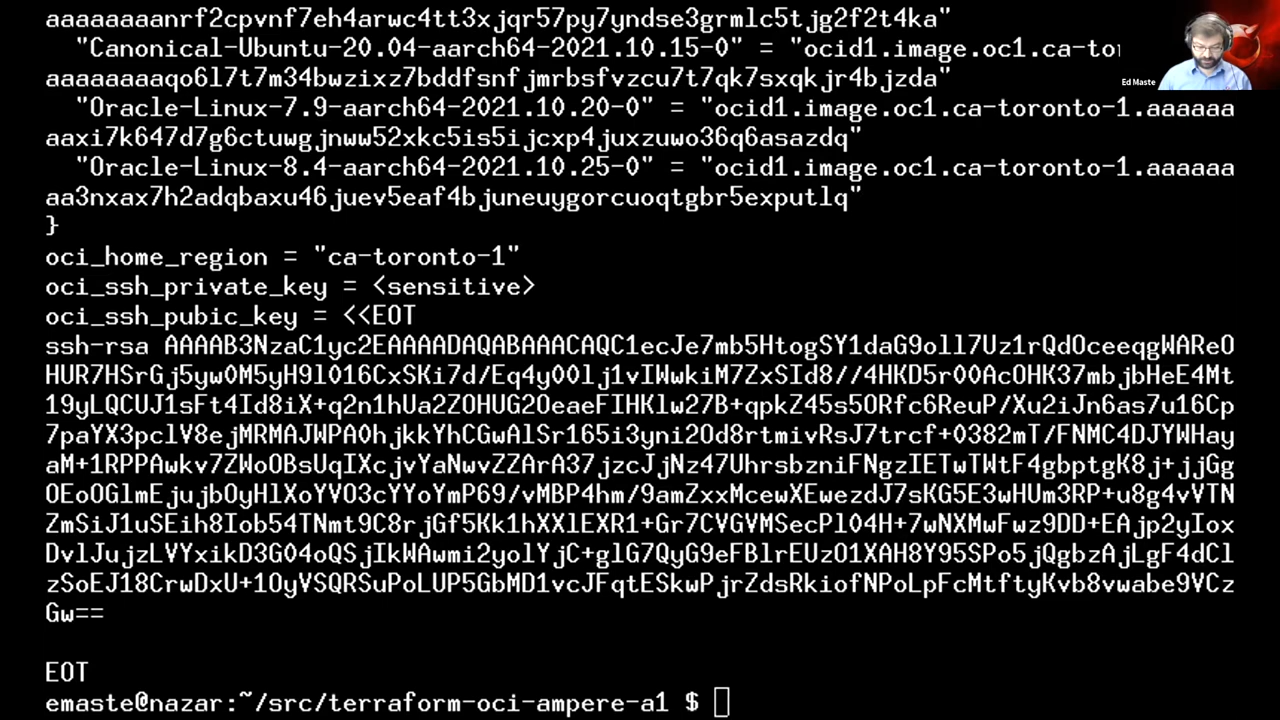 aaaaaaaanrf2cpvnf7eh4arwc4tt3xjqr57py7yndse3grmlc5tjg2f2t4ka"
"Canonical-Ubuntu-20.04-aarch64-2021.10.15-0" = "ocid1.image.oc1.ca-to
aaaaaaaaqo6l7t7m34bwzixz7bddfsnfjmrbsfvzcu7t7qk7sxqkjr4bjzda"
Ed Maste
"Oracle-Linux-7.9-aarch64-2021.10.20-0" = "ocid1.image.oc1.ca-toronto-1.aaaaaa
aaxi7k647d7g6ctuwgjnww52xkc5is5ijcxp4juxzuwo36q6asazdq"
"Oracle-Linux-8.4-aarch64-2021.10.25-0" = "ocid1.image.oc1.ca-toronto-1.aaaaaa
aa3nxax7h2adqbaxu46juev5eaf4bjuneuygorcuoqtgbr5exputlq"
}
oci_home_region = "ca-toronto-1"
oci_ssh_private_key = <sensitive>
oci_ssh_pubic_key = <<EOT
ssh-rsa AAAAB3NzaC1yc2EAAAADAQABAAACAQC1ecJe7mb5HtogSY1daG9oll7Uz1rQdOceeqgWAReO
HUR7HSrGj5yw0M5yH9l016CxSKi7d/Eq4y00lj1vIWwkiM7ZxSId8//4HKD5r00AcOHK37mbjbHeE4Mt
19yLQCUJ1sFt4Id8iX+q2n1hUa2ZOHUG2OeaeFIHKlw27B+qpkZ45s5ORfc6ReuP/Xu2iJn6as7u16Cp
7paYX3pclV8ejMRMAJWPA0hjkkYhCGwAlSr165i3yni2Od8rtmivRsJ7trcf+0382mT/FNMC4DJYWHay
aM+1RPPAwkv7ZWoOBsUqIXcjvYaNwvZZArA37jzcJjNz47UhrsbzniFNgzIETwTWtF4gbptgK8j+jjGg
OEoOGlmEjujbOyHlXoYVO3cYYoYmP69/vMBP4hm/9amZxxMcewXEwezdJ7sKG5E3wHUm3RP+u8g4vVTN
ZmSiJ1uSEih8Iob54TNmt9C8rjGf5Kk1hXXlEXR1+Gr7CVGVMSecPl04H+7wNXMwFwz9DD+EAjp2yIox
DvlJujzLVYxikD3G04oQSjIkWAwmi2yolYjC+glG7QyG9eFBlrEUzO1XAH8Y95SPo5jQgbzAjLgF4dCl
zSoEJ18CrwDxU+1OyVSQRSuPoLUP5GbMD1vcJFqtESkwPjrZdsRkiofNPoLpFcMtftyKvb8vwabe9VCz
Gw==
EOT
emaste@nazar:~/src/terraform-oci-ampere-a1 $